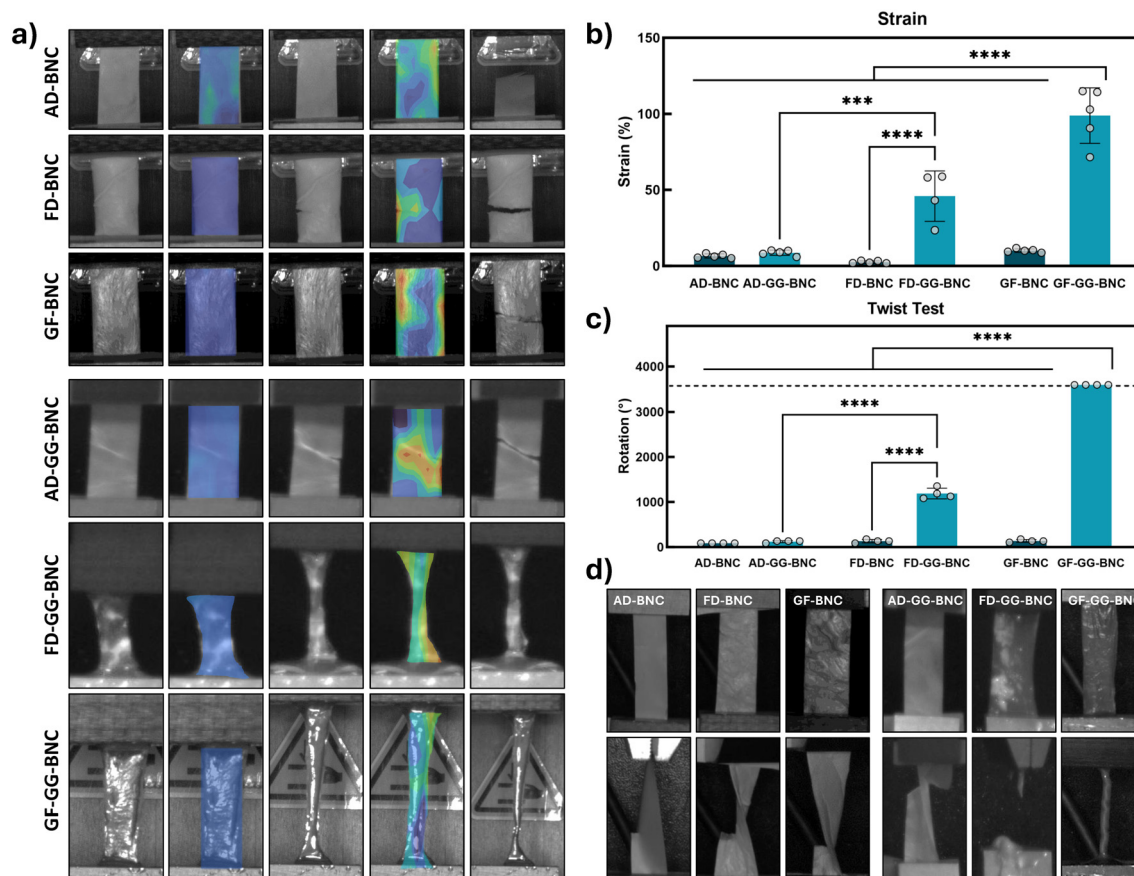 a)
AD-BNC
FD-BNC
GF-BNC
AD-GG-BNC
FD-GG-BNC
GF-GG-BNC
b)
Strain
Strain (%)
150
100
50
0
****
***
****
AD-BNC
AD-GG-BNC
FD-BNC
FD-GG-BNC
GF-BNC
GF-GG-BNC
c)
Twist Test
Rotation (°)
4000
3000
2000
1000
0
****
****
****
AD-BNC
AD-GG-BNC
FD-BNC
FD-GG-BNC
GF-BNC
GF-GG-BNC
d)
AD-BNC
FD-BNC
GF-BNC
AD-GG-BNC
FD-GG-BNC
GF-GG-BNC